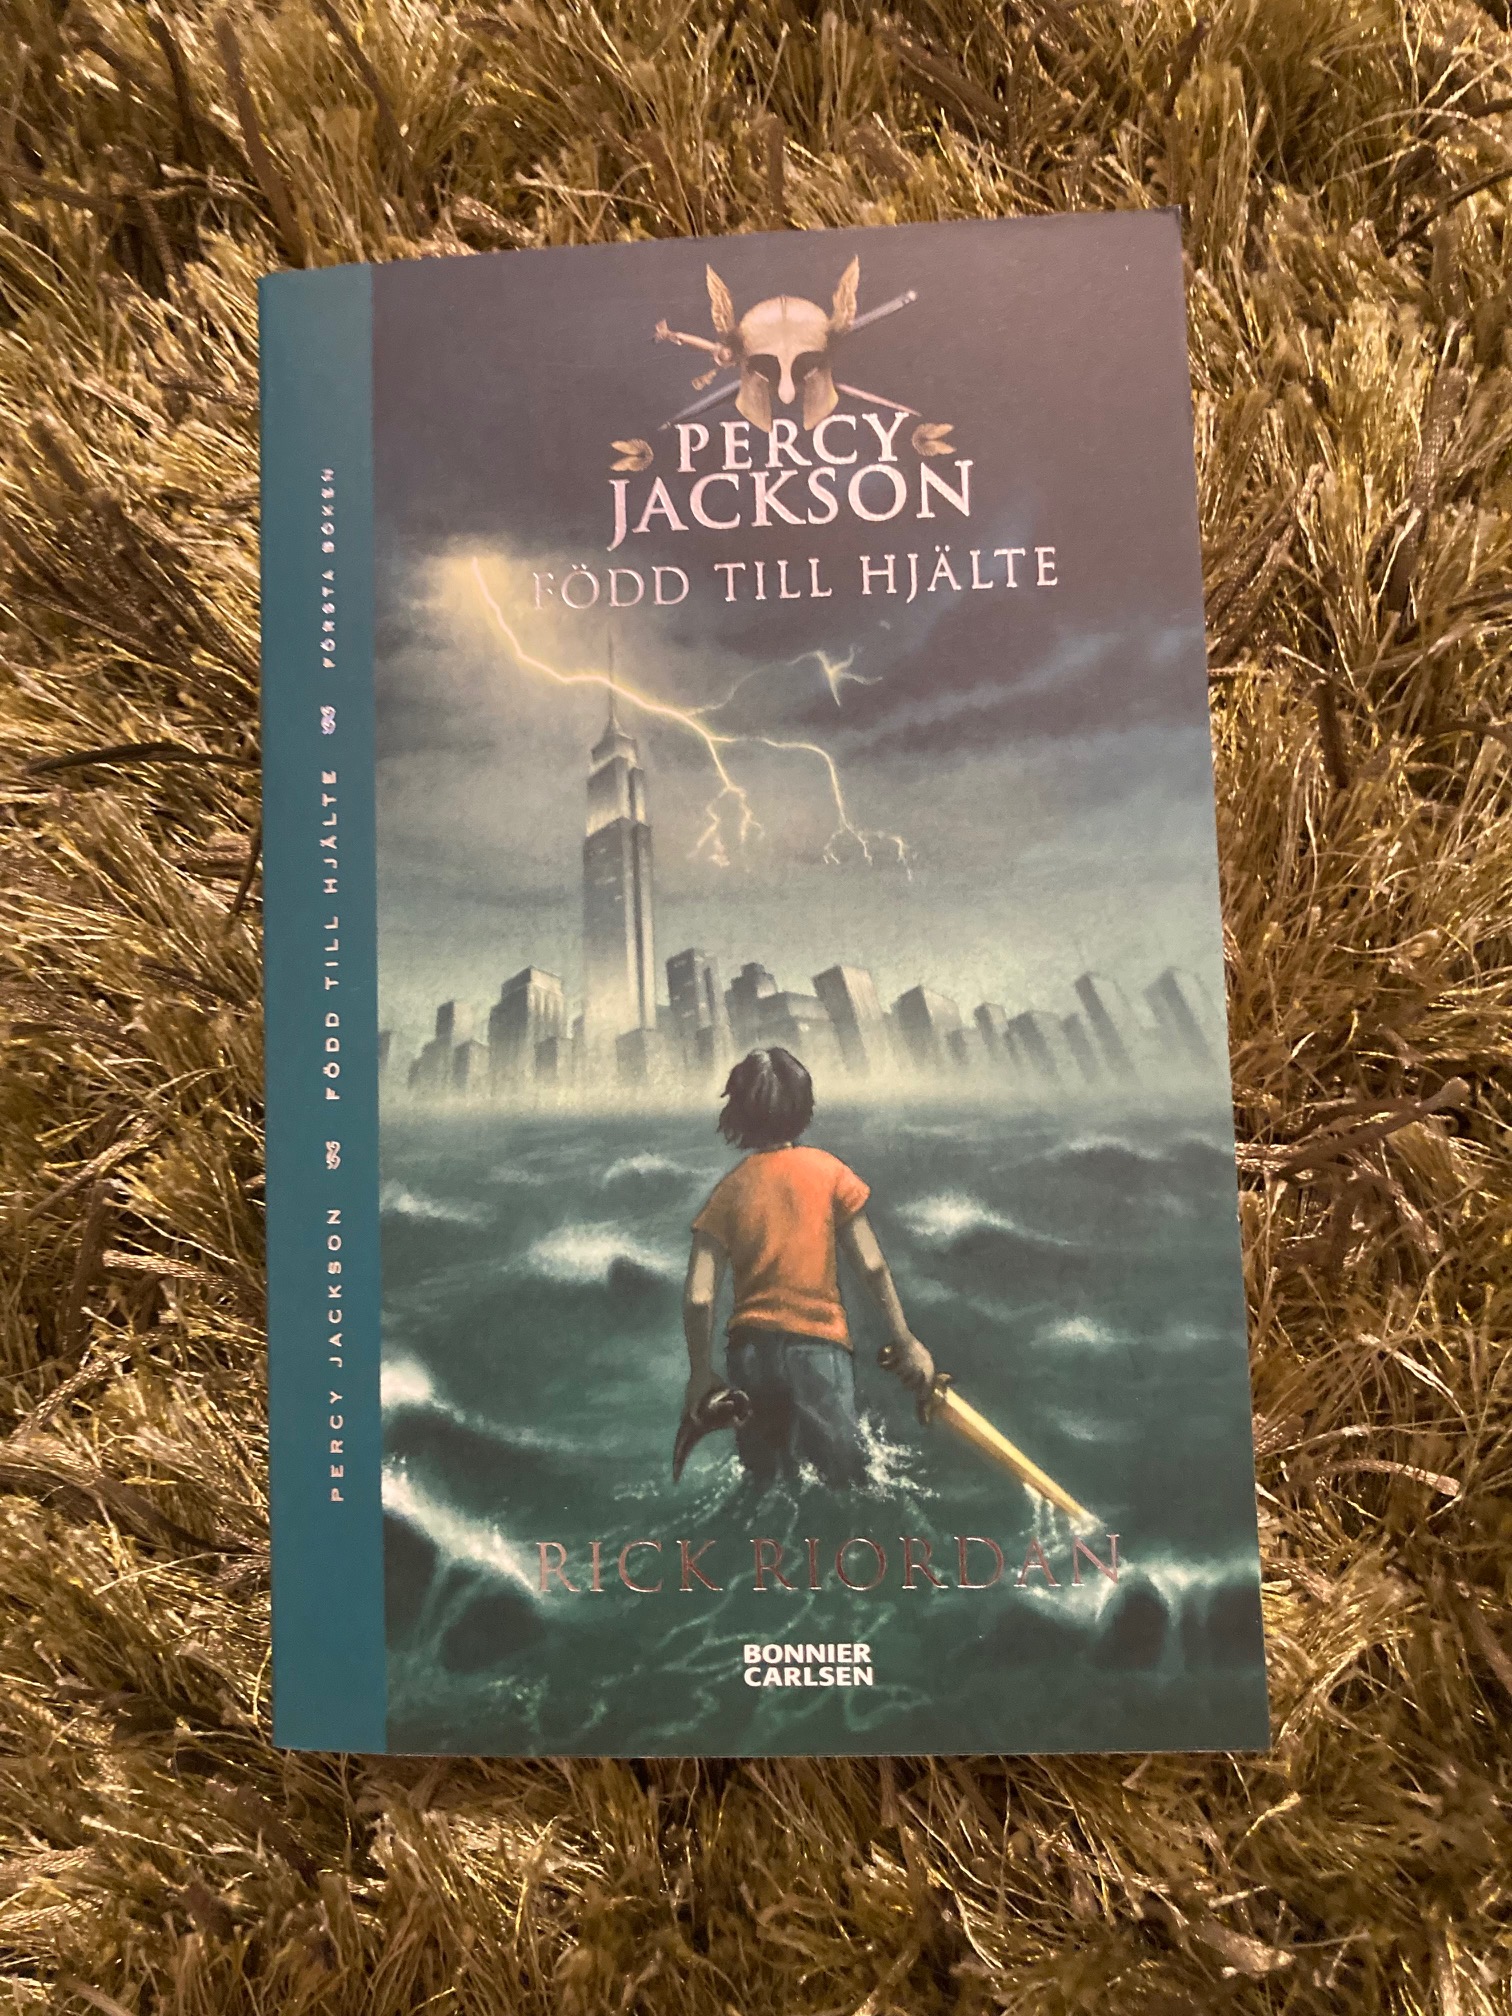 PERCY
JACKSON
FÖDD TILL HJÄLTE
RICK RIORDAN
BONNIER
CARLSEN
PERCY JACKSON FÖDD TILL HJÄLTE FÖRSTA BOKEN